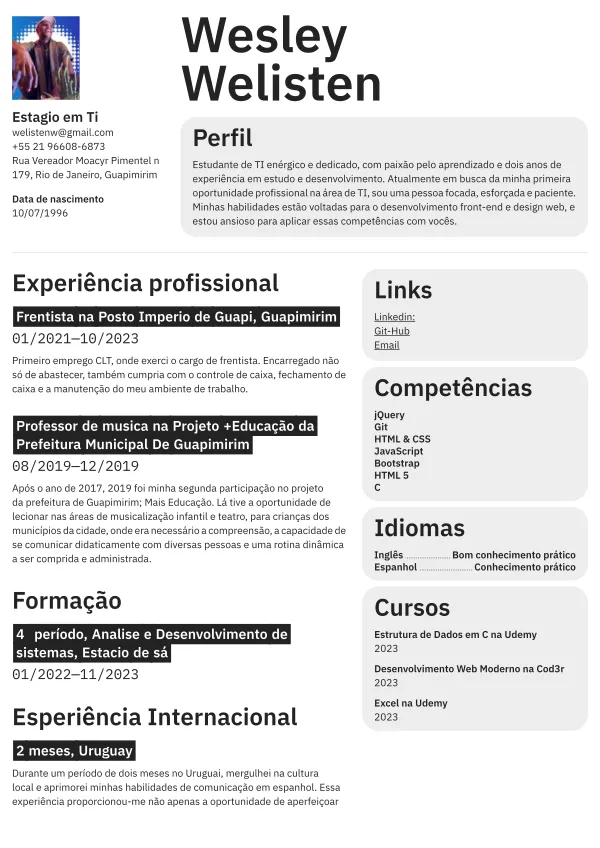 Wesley
Welisten
Estagio em Ti
welistenw@gmail.com
+55 21 96608-6873
Rua Vereador Moacyr Pimentel n
179, Rio de Janeiro, Guapimirim
Data de nascimento
10/07/1996
Perfil
Estudante de TI enérgico e dedicado, com paixão pelo aprendizado e dois anos de
experiência em estudo e desenvolvimento. Atualmente em busca da minha primera
oportunidade profissional na área de TI, sou uma pessoa focada, esforçada e paciente.
Minhas habilidades estão voltadas para o desenvolvimento front-end e design web, e
estou ansioso para aplicar essas competências com vocês.
Experiência profissional
Frentista na Posto Imperio de Guapi, Guapimirim
01/2021—10/2023
Primeiro emprego CLT, onde exerci o cargo de frentista. Encarregado não
só de abastecer, também cumpria com o controle de caixa, fechamento de
caixa e a manutenção do meu ambiente de trabalho.
Professor de musica na Projeto +Educação da
Prefeitura Municipal De Guapimirim
08/2019—12/2019
Após o ano de 2017, 2019 foi minha segunda participação no projeto
da prefeitura de Guapimirim; Mais Educação. Lá tive a oportunidade de
lecionar nas áreas de musicalização infantil e teatro, para crianças dos
municípios da cidade, onde era necessário a compreensão, a capacidade de
se comunicar didaticamente com diversas pessoas e uma rotina dinâmica
a ser comprida e administrada.
Formação
4 período, Analise e Desenvolvimento de
sistemas, Estacio de sá
01/2022—11/2023
Esperiência Internacional
2 meses, Uruguay
Durante um período de dois meses no Uruguai, mergulhei na cultura
local e aprimorei minhas habilidades de comunicação em espanhol. Essa
experiência proporcionou-me não apenas a oportunidade de aperfeiçoar
Links
Linkedin:
Git-Hub
Email
Competências
jQuery
Git
HTML & CSS
JavaScript
Bootstrap
HTML 5
C
Idiomas
Inglês ..................... Bom conhecimento prático
Espanhol ......................... Conhecimento prático
Cursos
Estrutura de Dados em C na Udemy
2023
Desenvolvimento Web Moderno na Cod3r
2023
Excel na Udemy
2023